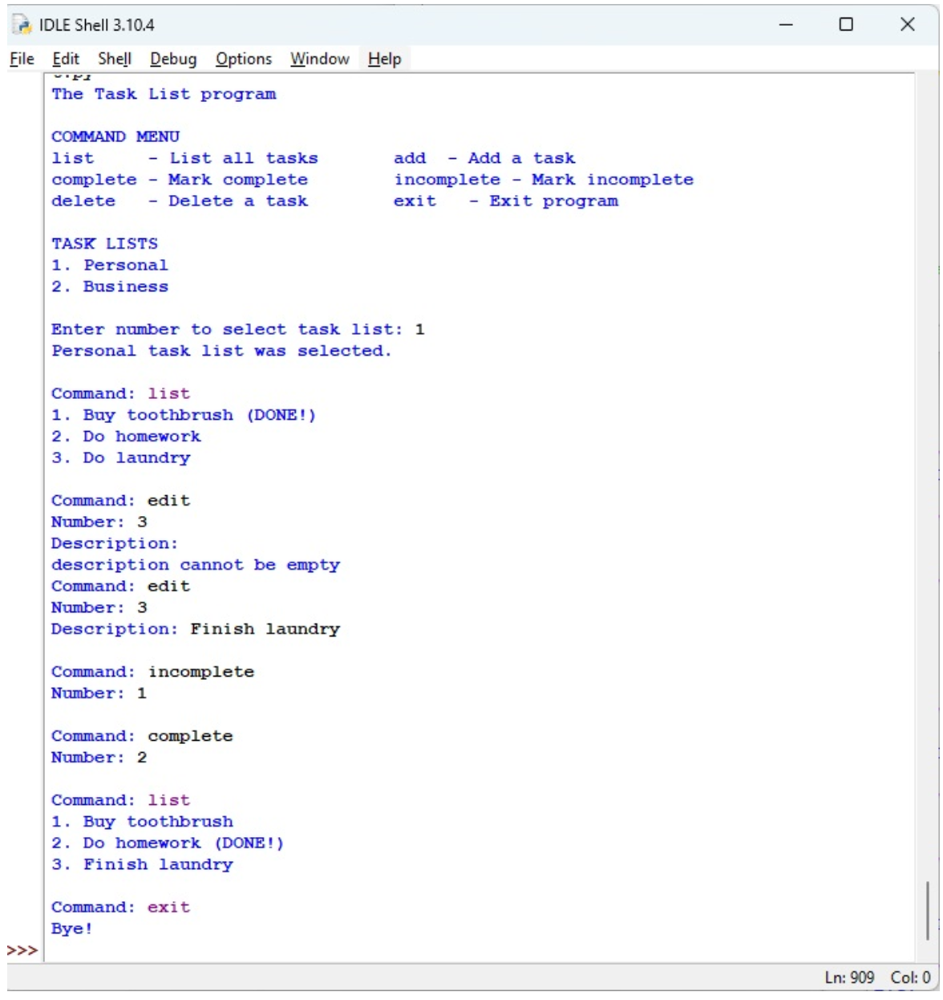 IDLE Shell 3.10.4
File Edit Shell Debug Options Window Help
The Task List program
COMMAND MENU
list - List all tasks add - Add a task
complete - Mark complete incomplete - Mark incomplete
delete - Delete a task exit - Exit program
TASK LISTS
1. Personal
2. Business
Enter number to select task list: 1
Personal task list was selected.
Command: list
1. Buy toothbrush (DONE!)
2. Do homework
3. Do laundry
Command: edit
Number: 3
Description:
description cannot be empty
Command: edit
Number: 3
Description: Finish laundry
Command: incomplete
Number: 1
Command: complete
Number: 2
Command: list
1. Buy toothbrush
2. Do homework (DONE!)
3. Finish laundry
Command: exit
Bye!
>>>
Ln: 909 Col: 0